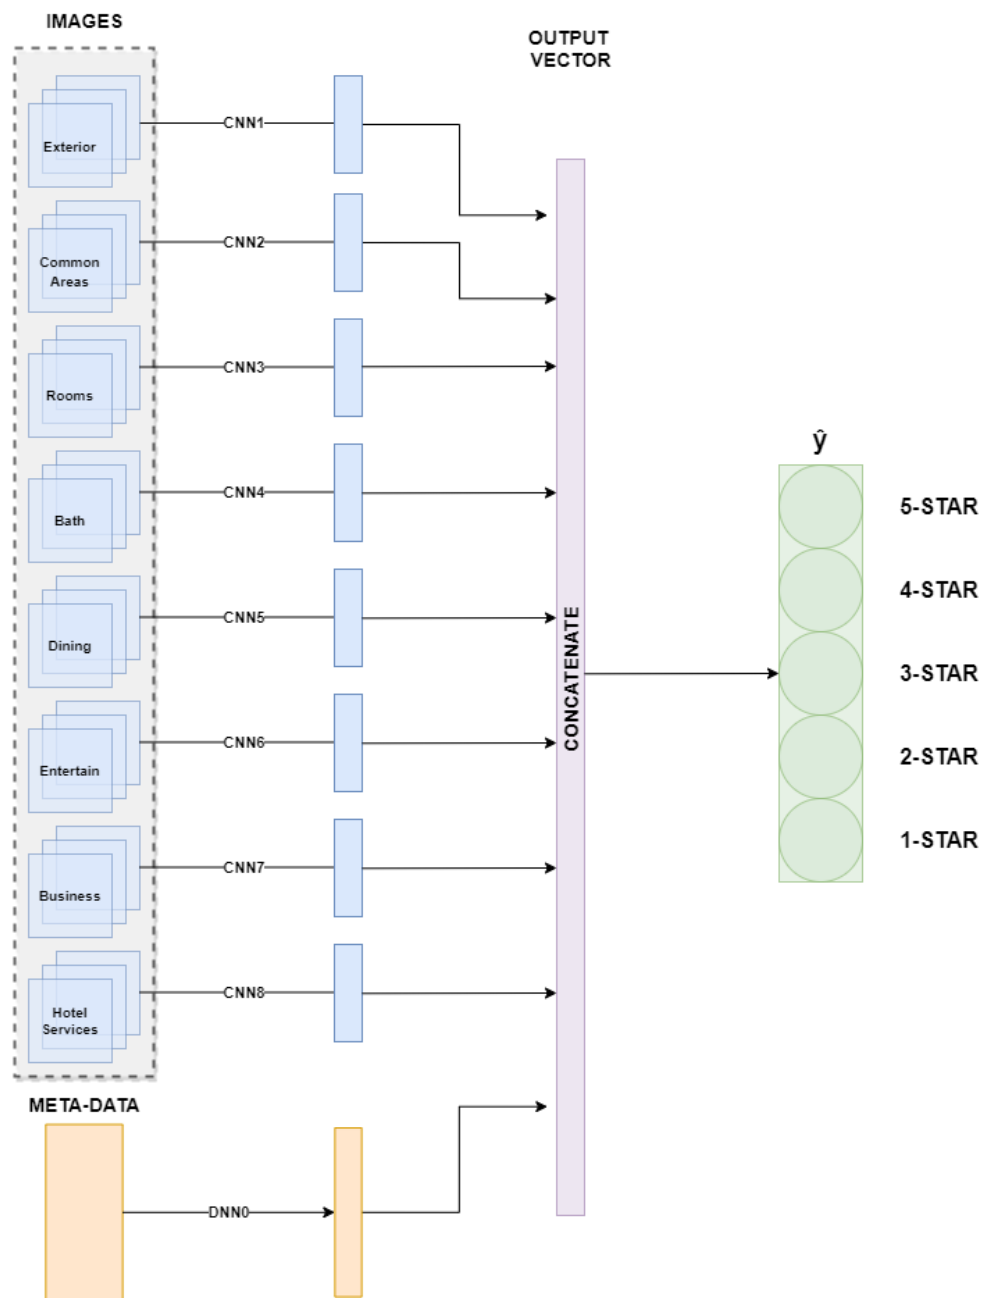 IMAGES
OUTPUT
VECTOR
Exterior
CNN1
Common
Areas
CNN2
Rooms
CNN3
Bath
CNN4
Dining
CNN5
Entertain
CNN6
Business
CNN7
Hotel
Services
CNN8
META-DATA
DNN0
CONCATENATE
ŷ
5-STAR
4-STAR
3-STAR
2-STAR
1-STAR